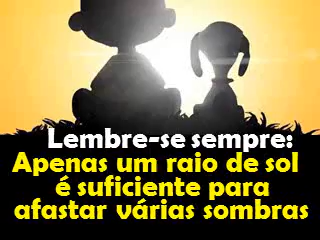 Lembre-se sempre:
Apenas um raio de sol
é suficiente para
afastar várias sombras